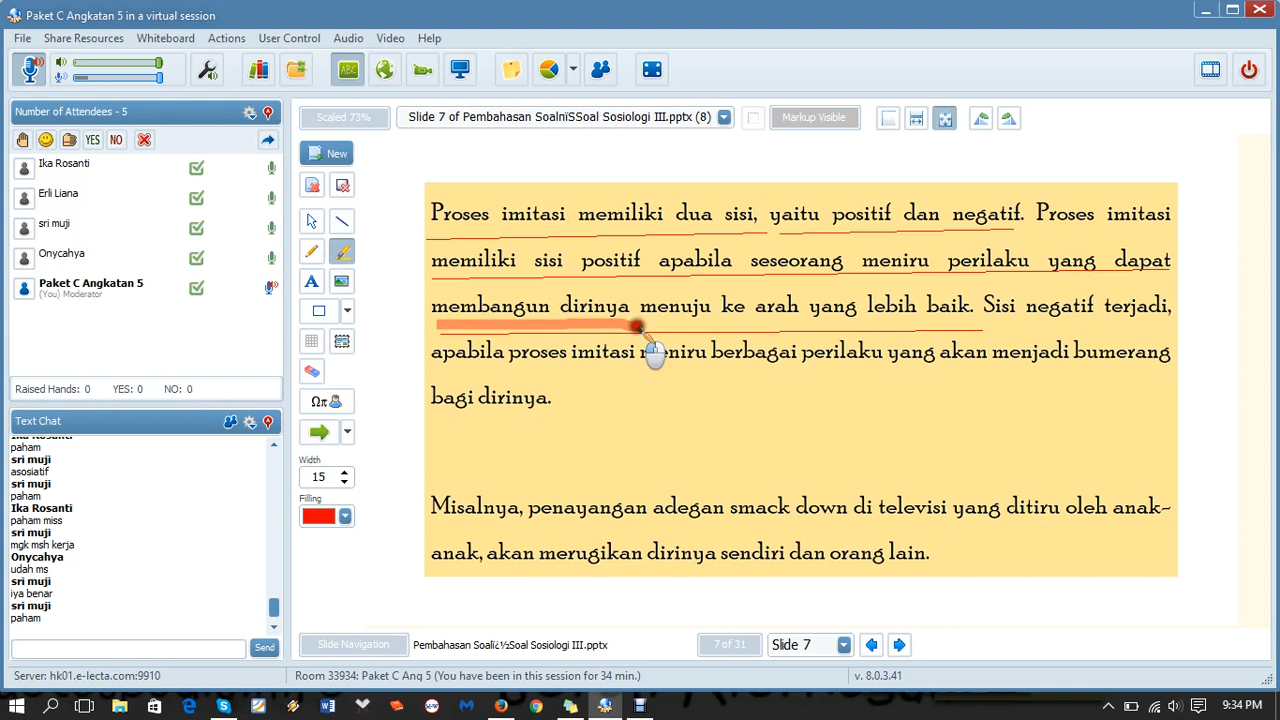 Paket C Angkatan 5 in a virtual session
File Share Resources Whiteboard Actions User Control Audio Video Help
Number of Attendees - 5
YES NO
Ika Rosanti
Erli Liana
sri muji
Onycahya
Paket C Angkatan 5
(You) Moderator
Raised Hands: 0 YES: 0 NO: 0
Text Chat
Ika Rosanti
paham
sri muji
asosiatif
sri muji
paham
Ika Rosanti
paham miss
sri muji
mgk msh kerja
Onycahya
udah ms
sri muji
iya benar
sri muji
paham
Send
Scaled 73%
Slide 7 of Pembahasan SoalnïSSoal Sosiologi III.pptx (8)
Markup Visible
New
ABC
A
Ωπ
Width
15
Filling
Proses imitasi memiliki dua sisi, yaitu positif dan negatif. Proses imitasi
memiliki sisi positif apabila seseorang meniru perilaku yang dapat
membangun dirinya menuju ke arah yang lebih baik. Sisi negatif terjadi,
apabila proses imitasi meniru berbagai perilaku yang akan menjadi bumerang
bagi dirinya.
Misalnya, penayangan adegan smack down di televisi yang ditiru oleh anak-
anak, akan merugikan dirinya sendiri dan orang lain.
Slide Navigation
Pembahasan Soalï¿½Soal Sosiologi III.pptx
7 of 31
Slide 7
Server: hk01.e-lecta.com:9910
Room 33934: Paket C Ang 5 (You have been in this session for 34 min.)
v. 8.0.3.41
9:34 PM